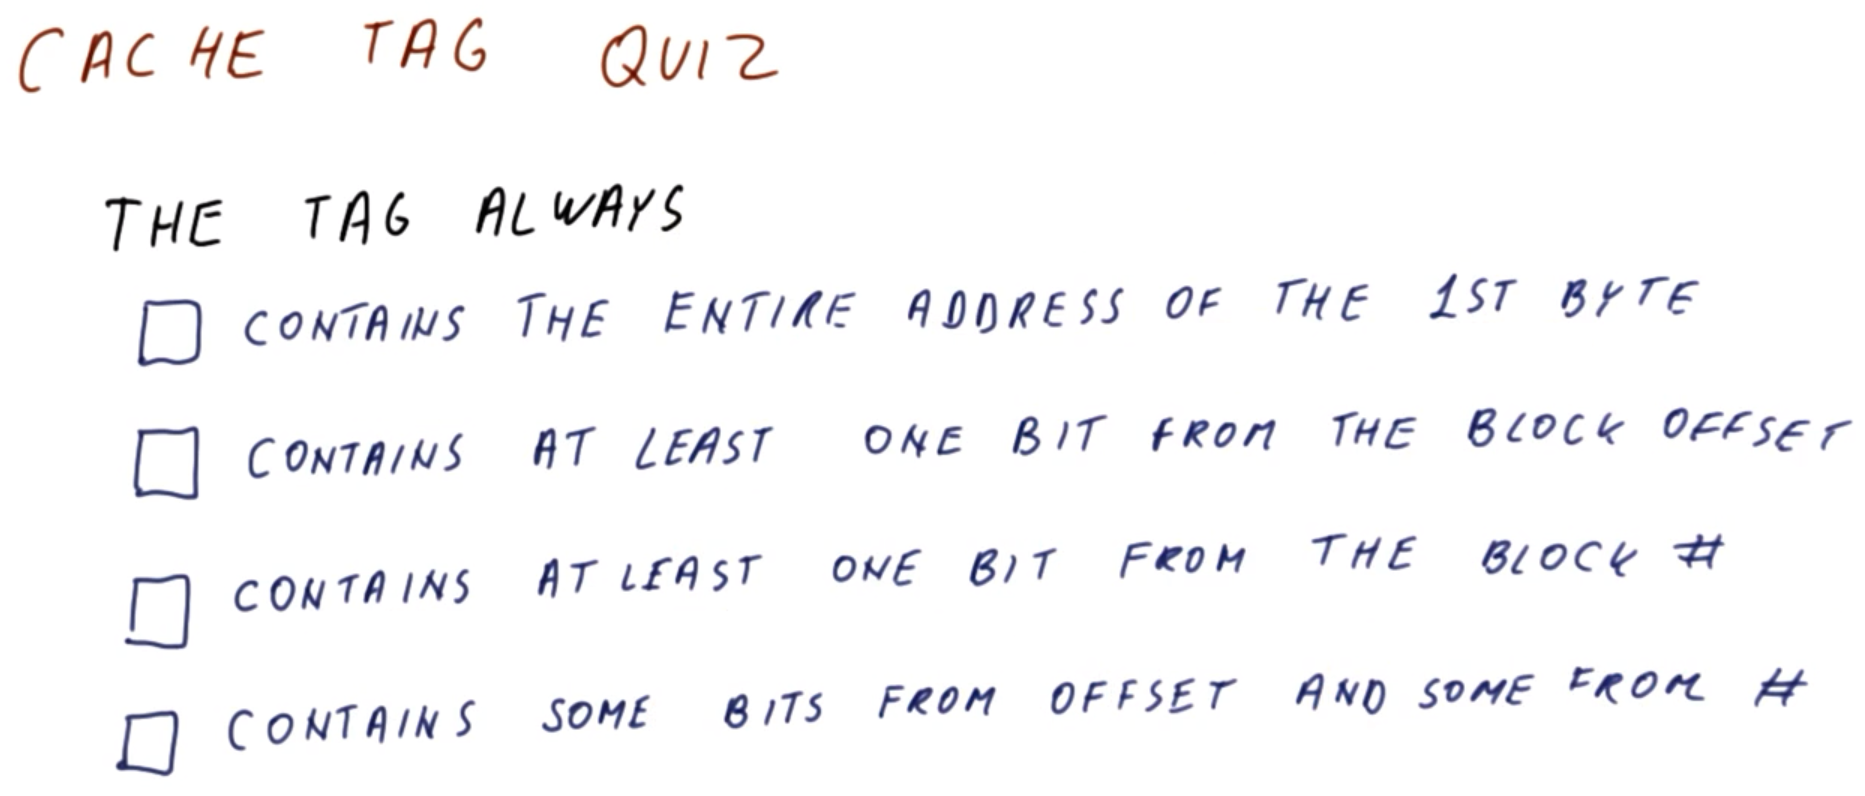 CACHE TAG QUIZ
THE TAG ALWAYS
CONTAINS THE ENTIRE ADDRESS OF THE 1ST BYTE
CONTAINS AT LEAST ONE BIT FROM THE BLOCK OFFSET
CONTAINS AT LEAST ONE BIT FROM THE BLOCK #
CONTAINS SOME BITS FROM OFFSET AND SOME FROM #